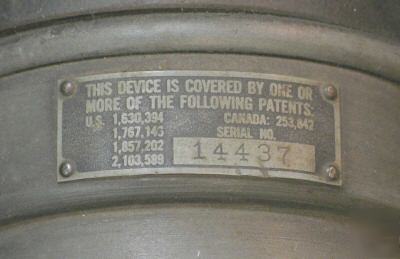 THIS DEVICE IS COVERED BY ONE OR
MORE OF THE FOLLOWING PATENTS:
U.S. 1,630,394 CANADA: 253,642
1,767,143 SERIAL NO.
1,857,202 14437
2,103,589